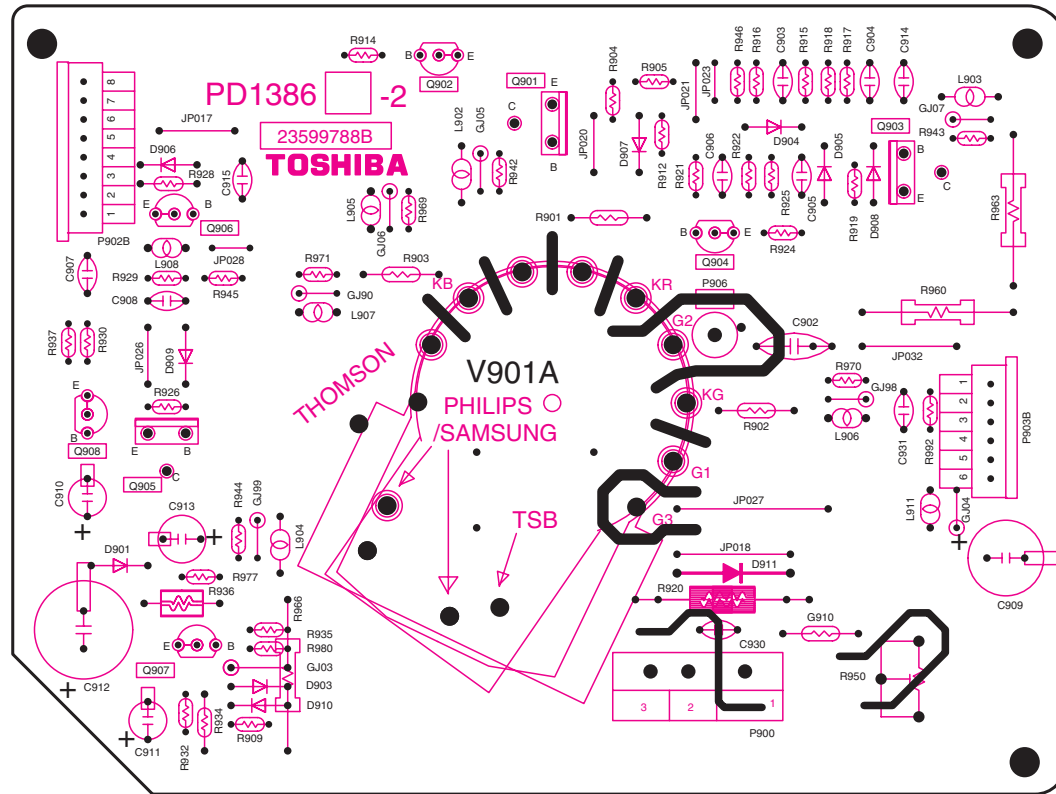 R914
B
E
Q902
Q901
E
C
B
R904
R905
JP021
JP023
R946
R916
C903
R915
R918
R917
C904
C914
L903
GJ07
R943
PD1386
-2
23599788B
TOSHIBA
8
7
6
5
4
3
2
1
P902B
JP017
D906
R928
C915
E
B
Q906
L902
GJ05
R942
JP020
D907
R912
R921
C906
R922
D904
R925
C905
D905
R919
D908
Q903
B
E
C
R963
L905
GJ06
R969
R901
B
E
Q904
R924
C907
L908
R929
C908
JP028
R945
R971
GJ90
L907
R903
KB
KR
P906
G2
C902
R960
JP032
R937
R930
JP026
D909
R926
THOMSON
V901A
PHILIPS
/SAMSUNG
KG
R902
R970
GJ98
L906
C931
R992
1
2
3
4
5
6
P903B
E
B
Q908
E
B
C
Q905
C910
+
C913
+
R944
GJ99
L904
G1
G3
TSB
JP027
L911
GJ04
+
C909
D901
R977
R936
JP018
D911
R920
C912
+
E
B
Q907
R966
R935
R980
GJ03
D903
D910
R909
C911
+
R932
R934
C930
G910
R950
3
2
1
P900